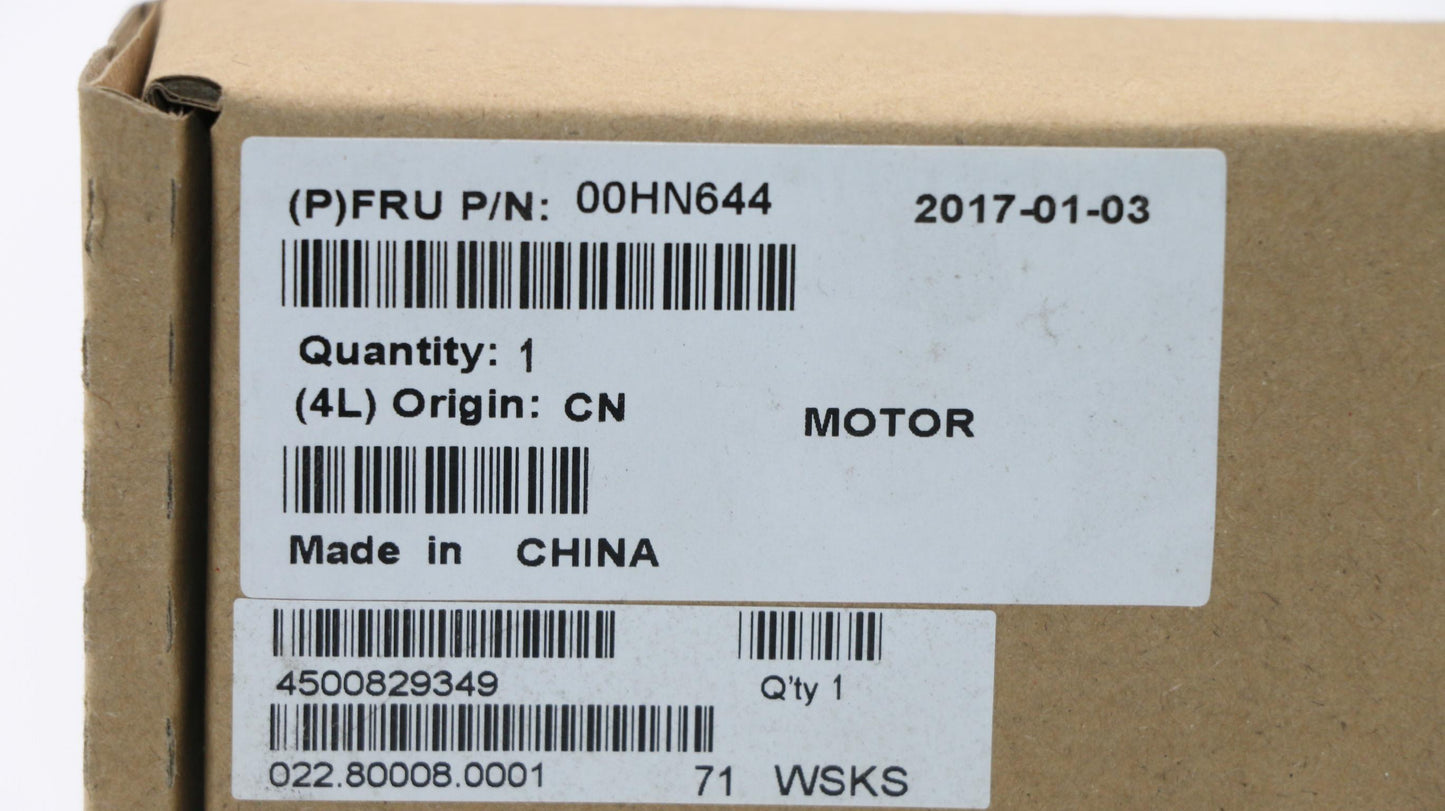 (P)FRU P/N: 00HN644 2017-01-03
Quantity: 1
(4L) Origin: CN MOTOR
Made in CHINA
4500829349 Q'ty 1
022.80008.0001 71 WSKS